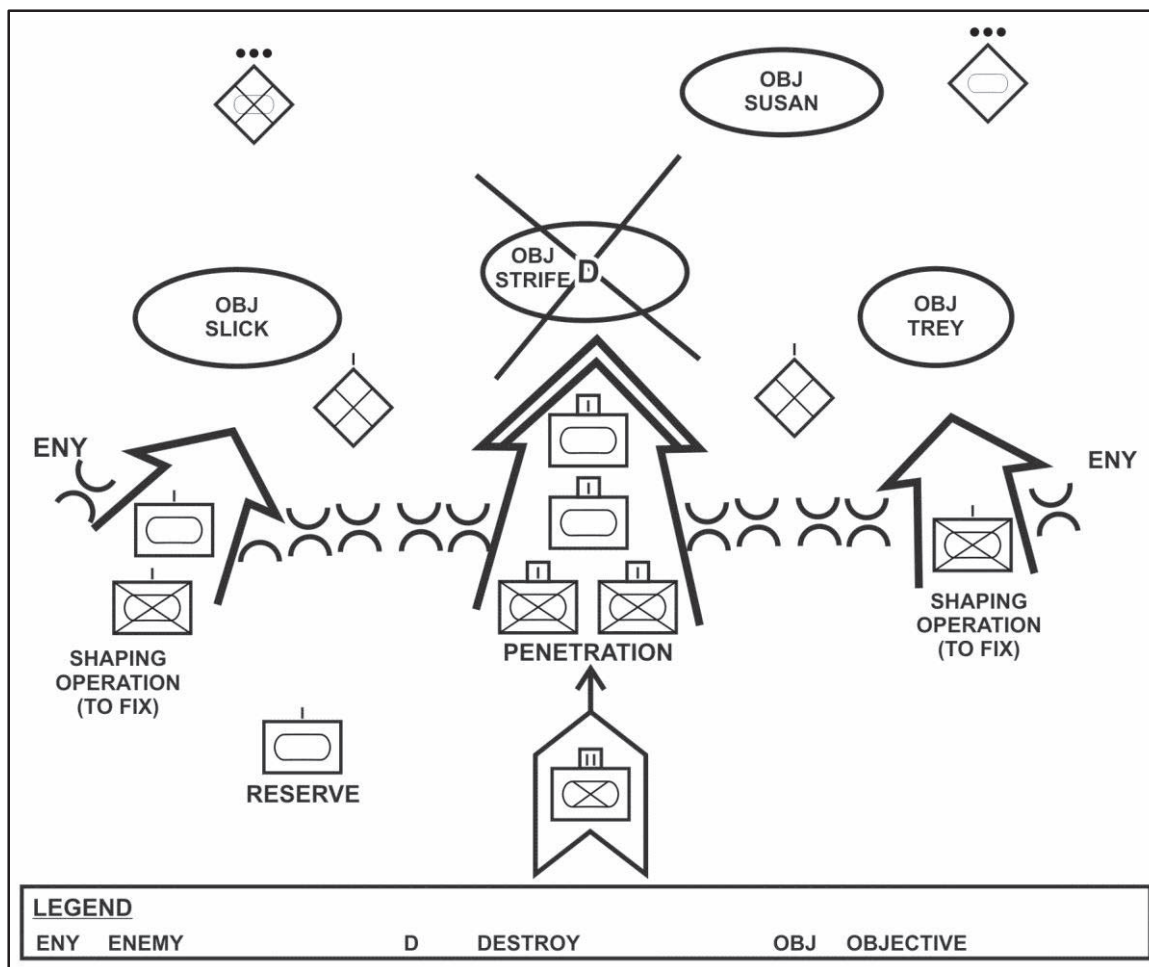 OBJ
SUSAN
OBJ
STRIFE
D
OBJ
SLICK
OBJ
TREY
ENY
ENY
I
I
I
I
I
I
I
I
I
SHAPING
OPERATION
(TO FIX)
PENETRATION
SHAPING
OPERATION
(TO FIX)
I
RESERVE
II
LEGEND
ENY ENEMY D DESTROY OBJ OBJECTIVE